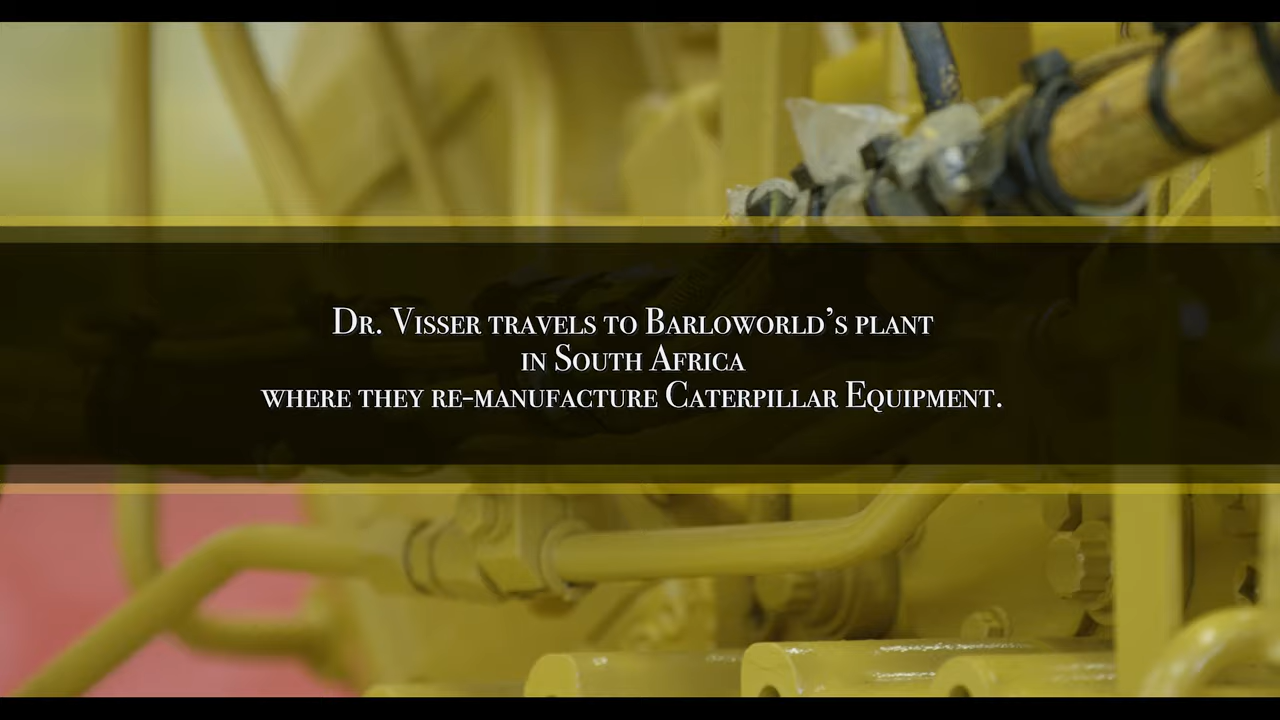 Dr. Visser travels to Barloworld's plant
in South Africa
where they re-manufacture Caterpillar Equipment.